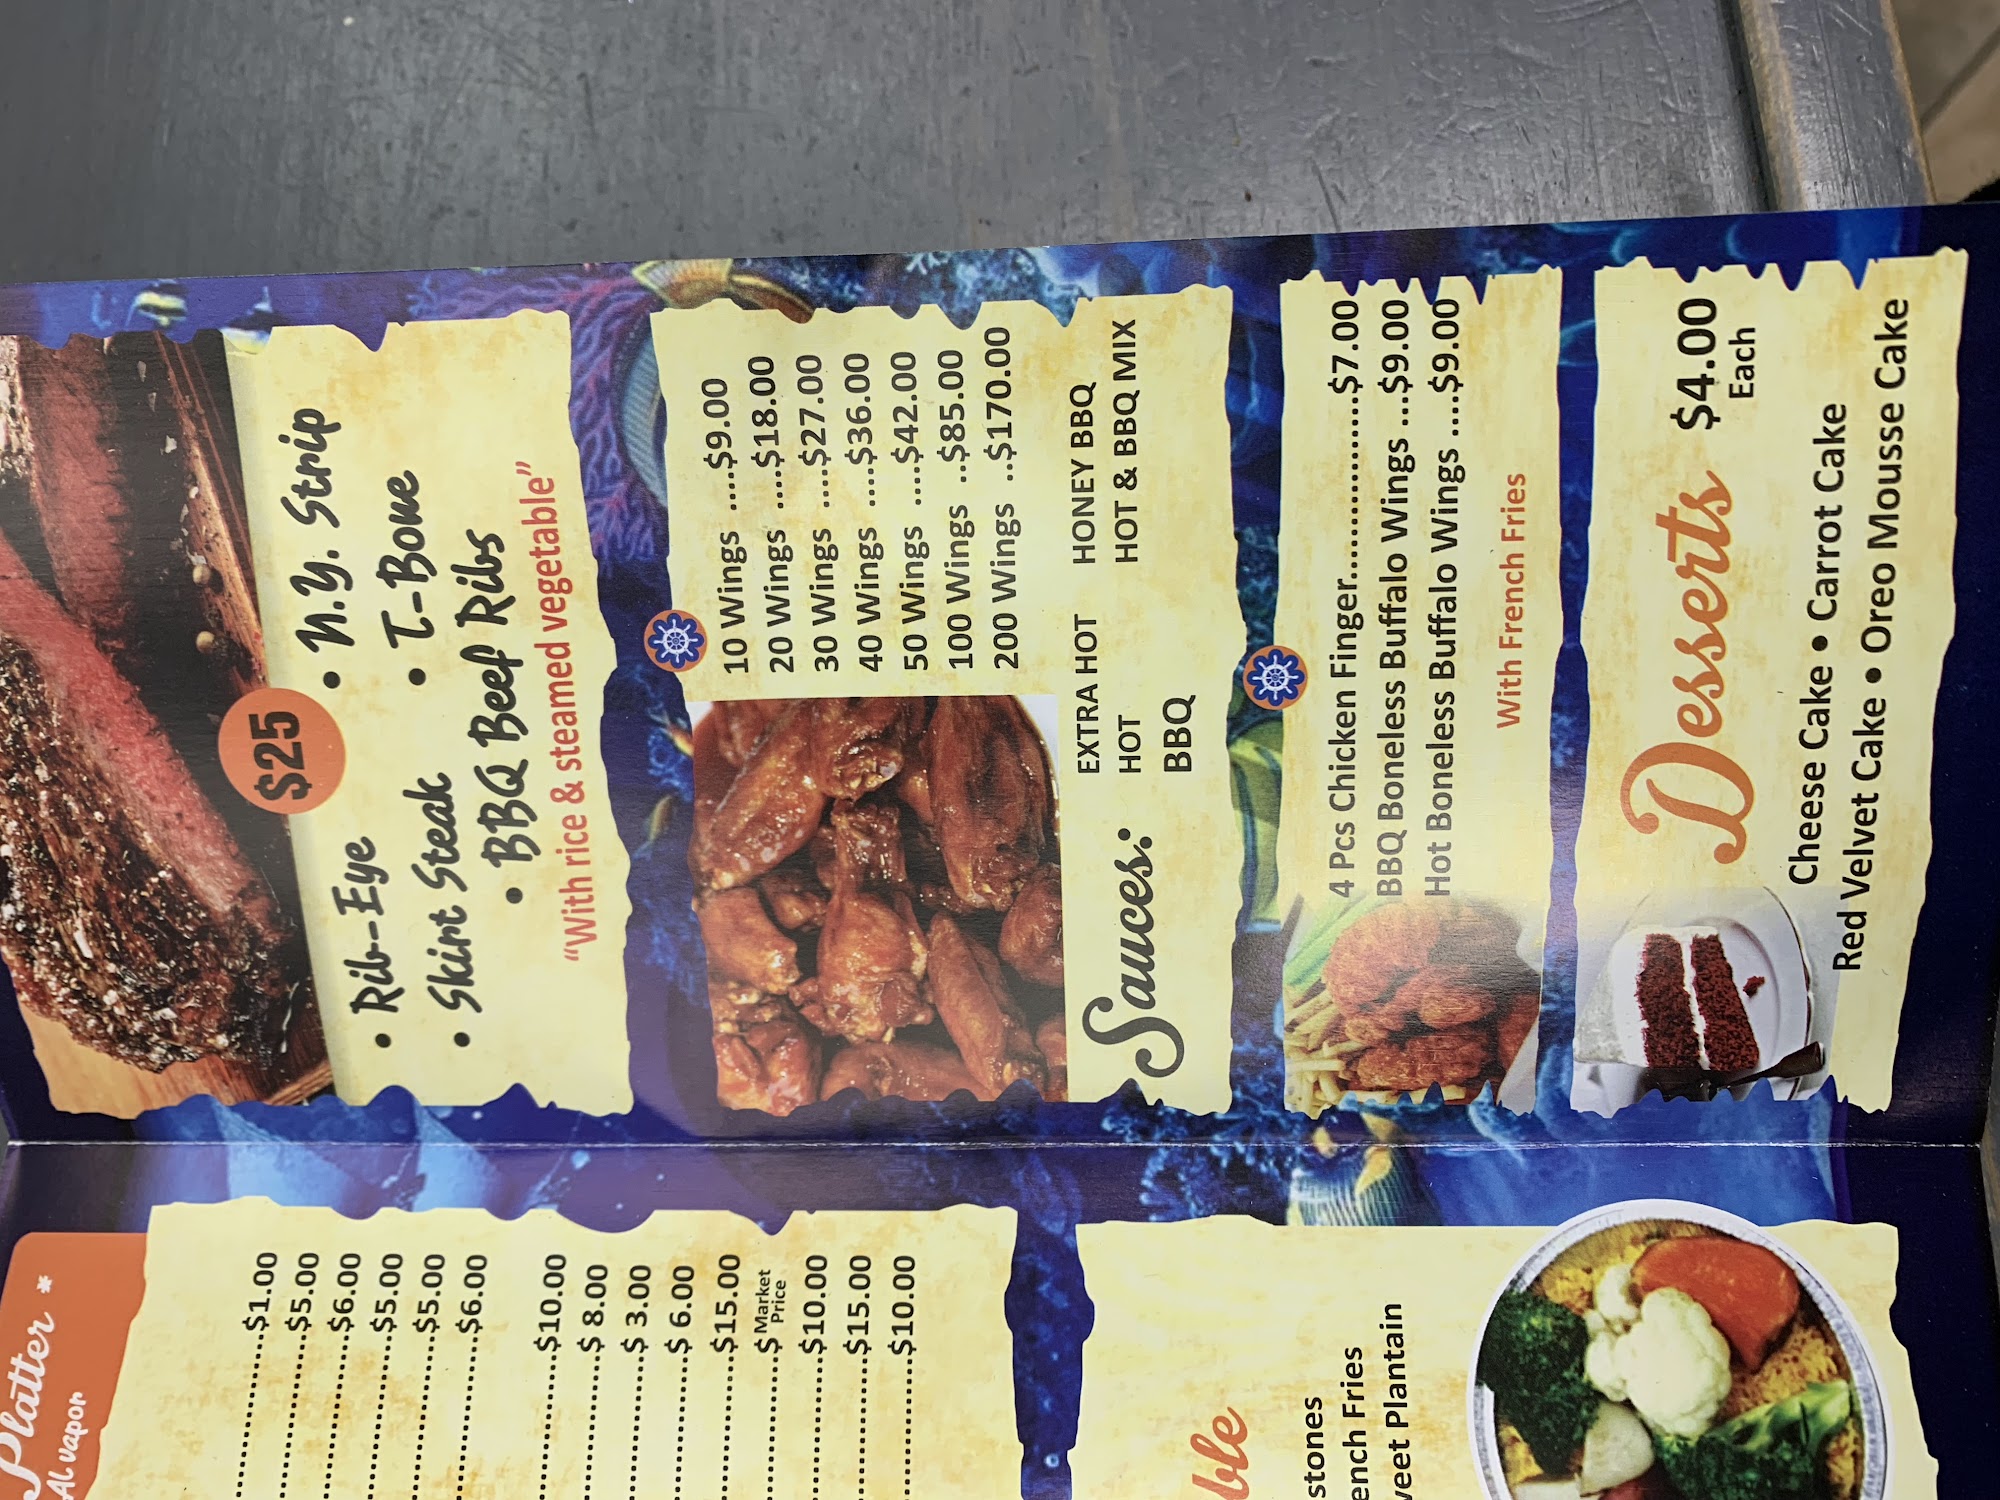 Platter *
Al vapor
..................$1.00
..................$5.00
..................$6.00
..................$5.00
..................$5.00
..................$6.00
..................$10.00
..................$ 8.00
..................$ 3.00
..................$ 6.00
..................$15.00
..................$ Market Price
..................$10.00
..................$15.00
..................$10.00
ench Fries
$25
• Rib-Eye • N.Y. Strip
• Skirt Steak • T-Bone
• BBQ Beef Ribs
“With rice & steamed vegetable”
10 Wings .....$9.00
20 Wings ....$18.00
30 Wings ....$27.00
40 Wings ....$36.00
50 Wings ....$42.00
100 Wings ..$85.00
200 Wings ..$170.00
Sauces:
EXTRA HOT HONEY BBQ
HOT HOT & BBQ MIX
BBQ
4 Pcs Chicken Finger....................$7.00
BBQ Boneless Buffalo Wings ...$9.00
Hot Boneless Buffalo Wings .....$9.00
With French Fries
Desserts $4.00
Each
Cheese Cake • Carrot Cake
Red Velvet Cake • Oreo Mousse Cake